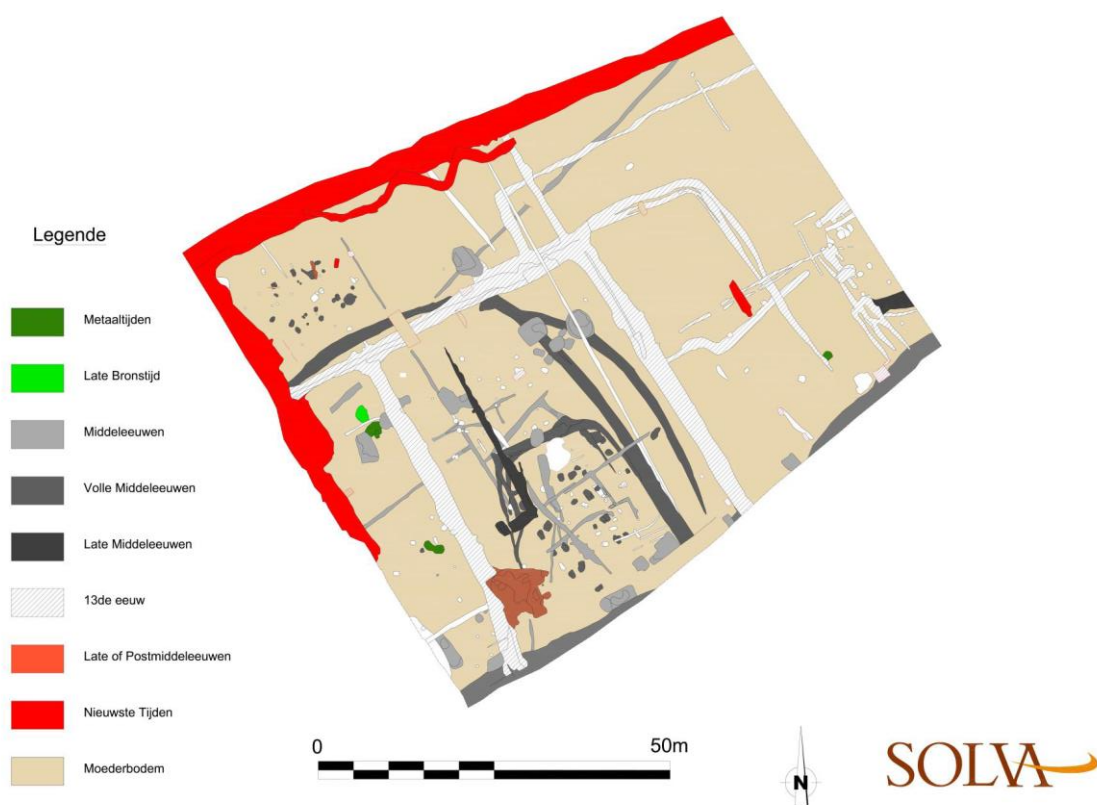 Legende
Metaaltijden
Late Bronstijd
Middeleeuwen
Volle Middeleeuwen
Late Middeleeuwen
13de eeuw
Late of Postmiddeleeuwen
Nieuwste Tijden
Moederbodem
0 50m
N
SOLVA